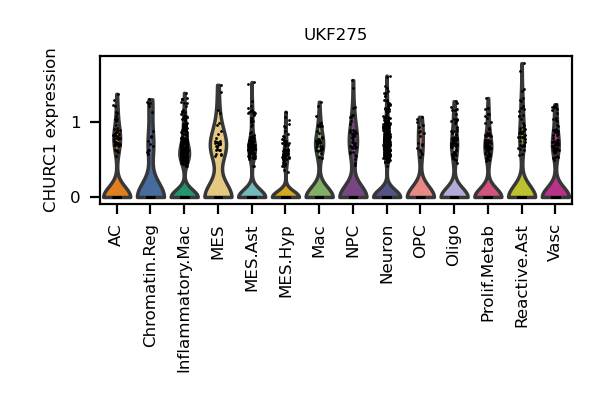 UKF275
CHURC1 expression
1
0
AC
Chromatin.Reg
Inflammatory.Mac
MES
MES.Ast
MES.Hyp
Mac
NPC
Neuron
OPC
Oligo
Prolif.Metab
Reactive.Ast
Vasc